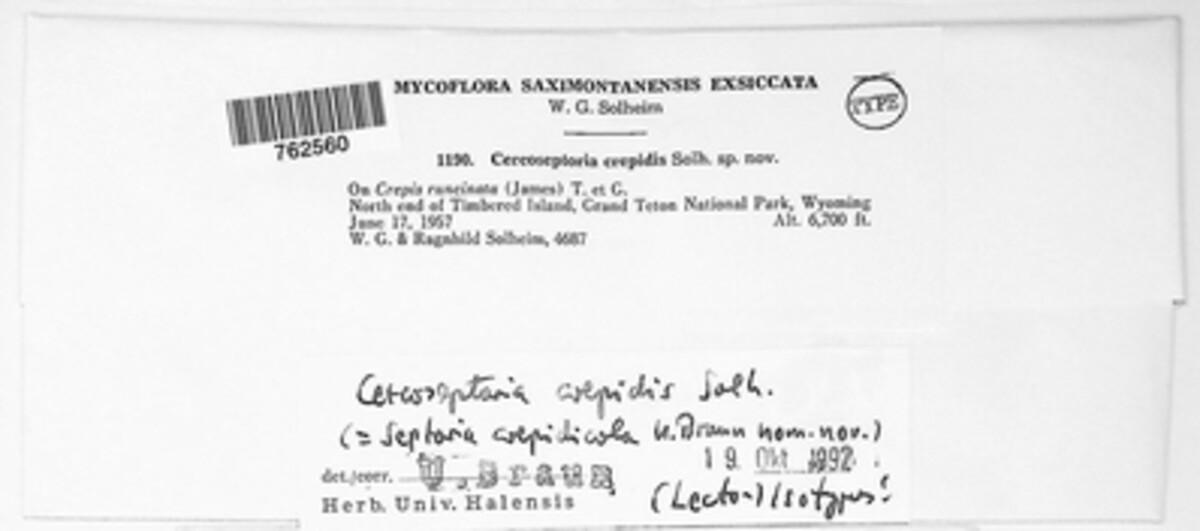 MYCOFLORA SAXIMONTANENSIS EXSICCATA
W. G. Solheim
TYPE
762560
1190. Cercoseptoria crepidis Solh. sp. nov.
On Crepis runcinata (James) T. et G.
North end of Timbered Island, Grand Teton National Park, Wyoming
June 17, 1957 Alt. 6,700 ft.
W. G. & Ragnhild Solheim, 4687
Cercoseptoria crepidis Solh.
(= Septoria crepidicola U. Braun nom. nov.)
det./corr. U. BRAUN 19. Okt. 1992
Herb. Univ. Halensis (Lecto-)Isotypus!